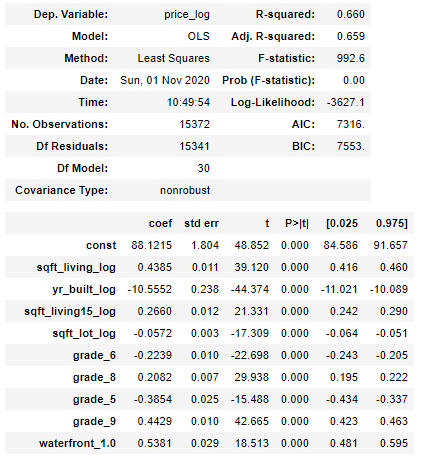 Dep. Variable: price_log R-squared: 0.660
Model: OLS Adj. R-squared: 0.659
Method: Least Squares F-statistic: 992.6
Date: Sun, 01 Nov 2020 Prob (F-statistic): 0.00
Time: 10:49:54 Log-Likelihood: -3627.1
No. Observations: 15372 AIC: 7316.
Df Residuals: 15341 BIC: 7553.
Df Model: 30
Covariance Type: nonrobust
coef std err t P>|t| [0.025 0.975]
const 88.1215 1.804 48.852 0.000 84.586 91.657
sqft_living_log 0.4385 0.011 39.120 0.000 0.416 0.460
yr_built_log -10.5552 0.238 -44.374 0.000 -11.021 -10.089
sqft_living15_log 0.2660 0.012 21.331 0.000 0.242 0.290
sqft_lot_log -0.0572 0.003 -17.309 0.000 -0.064 -0.051
grade_6 -0.2239 0.010 -22.698 0.000 -0.243 -0.205
grade_8 0.2082 0.007 29.938 0.000 0.195 0.222
grade_5 -0.3854 0.025 -15.488 0.000 -0.434 -0.337
grade_9 0.4429 0.010 42.665 0.000 0.423 0.463
waterfront_1.0 0.5381 0.029 18.513 0.000 0.481 0.595